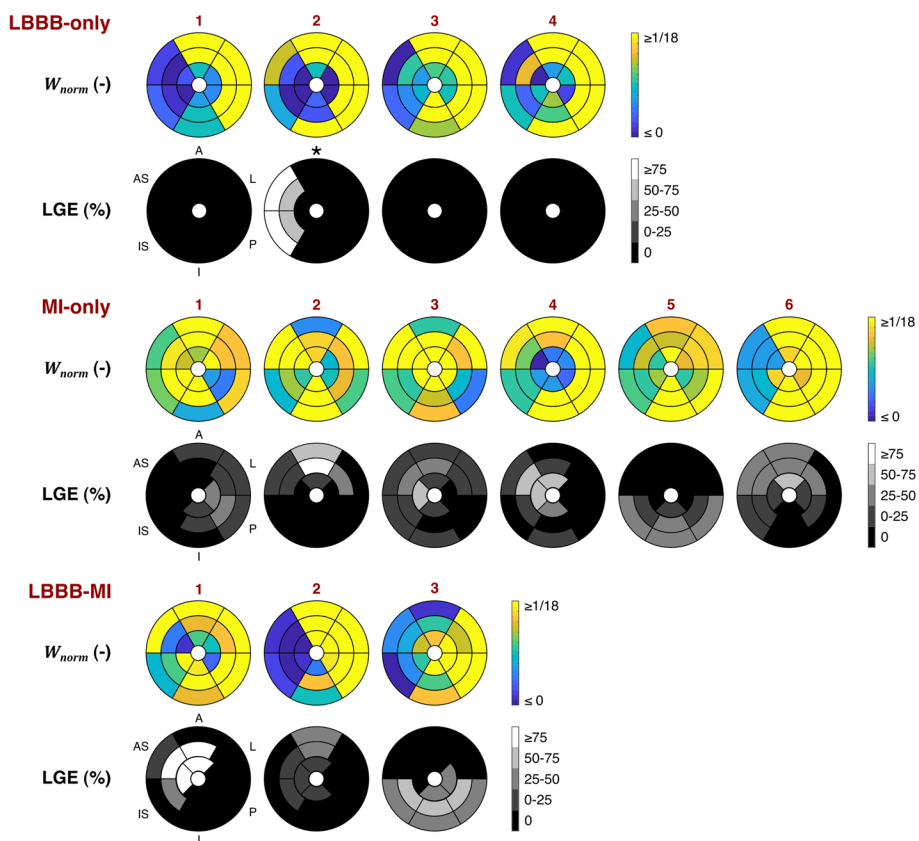 LBBB-only
1 2 3 4
W_norm (-)
≥1/18
≤ 0
A
*
AS
L
LGE (%)
IS
P
I
≥75
50-75
25-50
0-25
0
MI-only
1 2 3 4 5 6
W_norm (-)
≥1/18
≤ 0
A
AS
L
LGE (%)
IS
P
I
≥75
50-75
25-50
0-25
0
LBBB-MI
1 2 3
W_norm (-)
≥1/18
≤ 0
A
AS
L
LGE (%)
IS
P
I
≥75
50-75
25-50
0-25
0